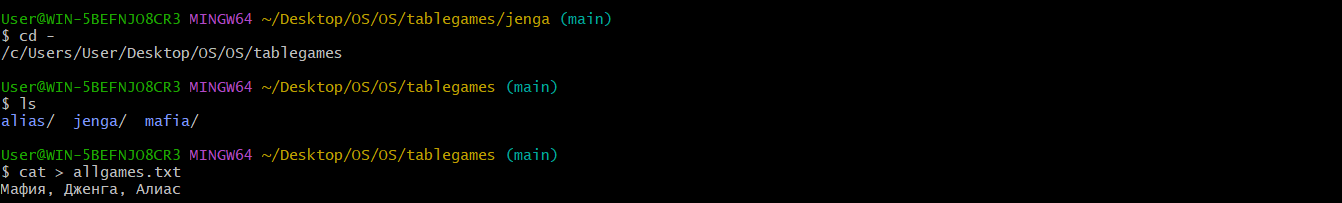 User@WIN-5BEFNJO8CR3 MINGW64 ~/Desktop/OS/OS/tablegames/jenga (main)
$ cd -
/c/Users/User/Desktop/OS/OS/tablegames
User@WIN-5BEFNJO8CR3 MINGW64 ~/Desktop/OS/OS/tablegames (main)
$ ls
alias/  jenga/  mafia/
User@WIN-5BEFNJO8CR3 MINGW64 ~/Desktop/OS/OS/tablegames (main)
$ cat > allgames.txt
Мафия, Дженга, Алиас